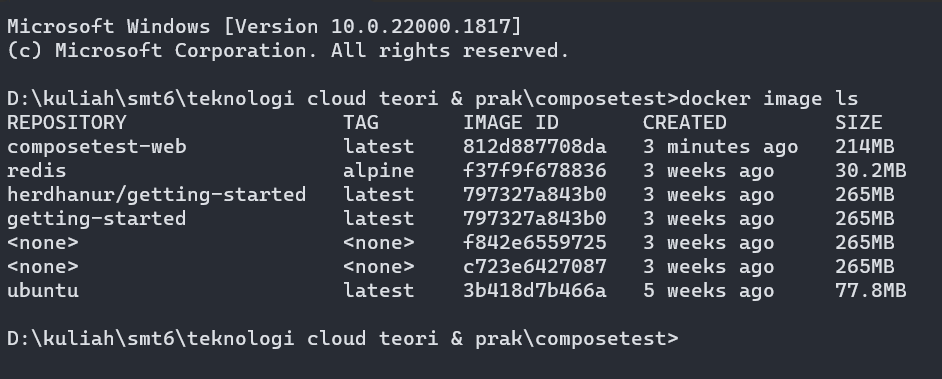 Microsoft Windows [Version 10.0.22000.1817]
(c) Microsoft Corporation. All rights reserved.
D:\kuliah\smt6\teknologi cloud teori & prak\composetest>docker image ls
REPOSITORY TAG IMAGE ID CREATED SIZE
composetest-web latest 812d887708da 3 minutes ago 214MB
redis alpine f37f9f678836 3 weeks ago 30.2MB
herdhanur/getting-started latest 797327a843b0 3 weeks ago 265MB
getting-started latest 797327a843b0 3 weeks ago 265MB
<none> <none> f842e6559725 3 weeks ago 265MB
<none> <none> c723e6427087 3 weeks ago 265MB
ubuntu latest 3b418d7b466a 5 weeks ago 77.8MB
D:\kuliah\smt6\teknologi cloud teori & prak\composetest>